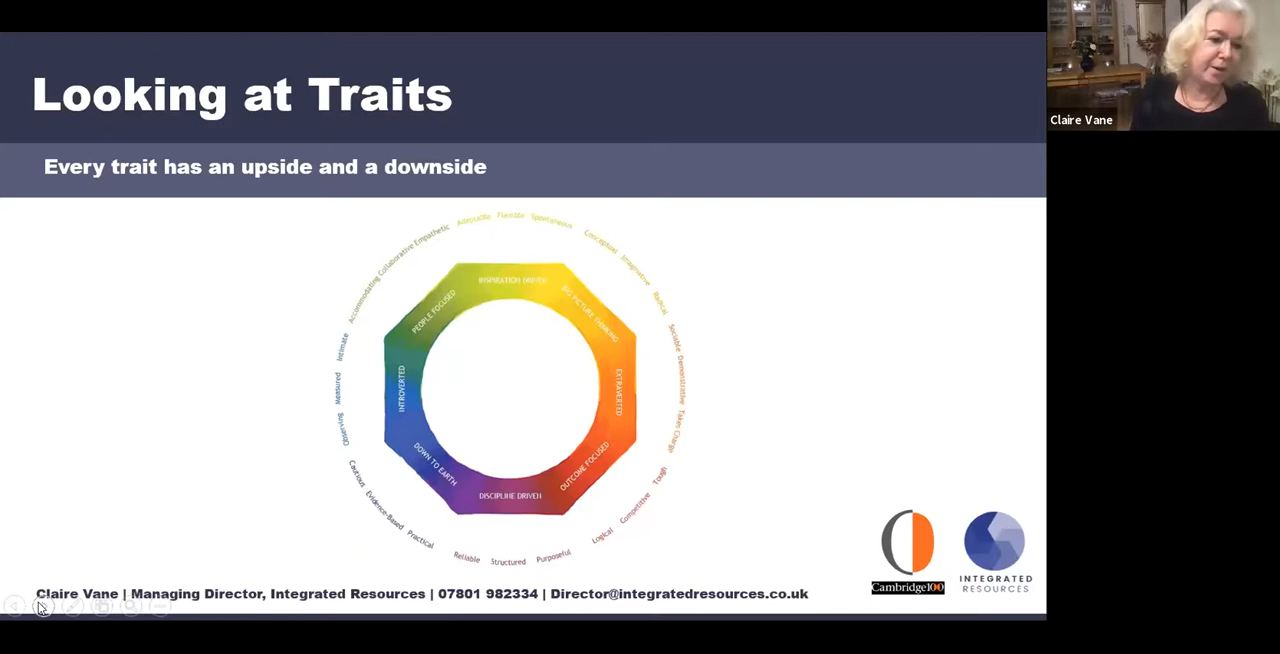 Looking at Traits
Claire Vane
Every trait has an upside and a downside
Adaptable Flexible Spontaneous
Conceptual Imaginative Radical
Sociable Demonstrative Takes Charge
Tough
Competitive
Logical
Purposeful
Structured
Reliable
Practical
Evidence-Based
Cautious
Observing Measured Intimate
Accommodating Collaborative Empathetic
INSPIRATION DRIVEN
BIG PICTURE THINKING
EXTRAVERTED
OUTCOME FOCUSED
DISCIPLINE DRIVEN
DOWN TO EARTH
INTROVERTED
PEOPLE FOCUSED
Cambridge100
INTEGRATED
RESOURCES
Claire Vane | Managing Director, Integrated Resources | 07801 982334 | Director@integratedresources.co.uk